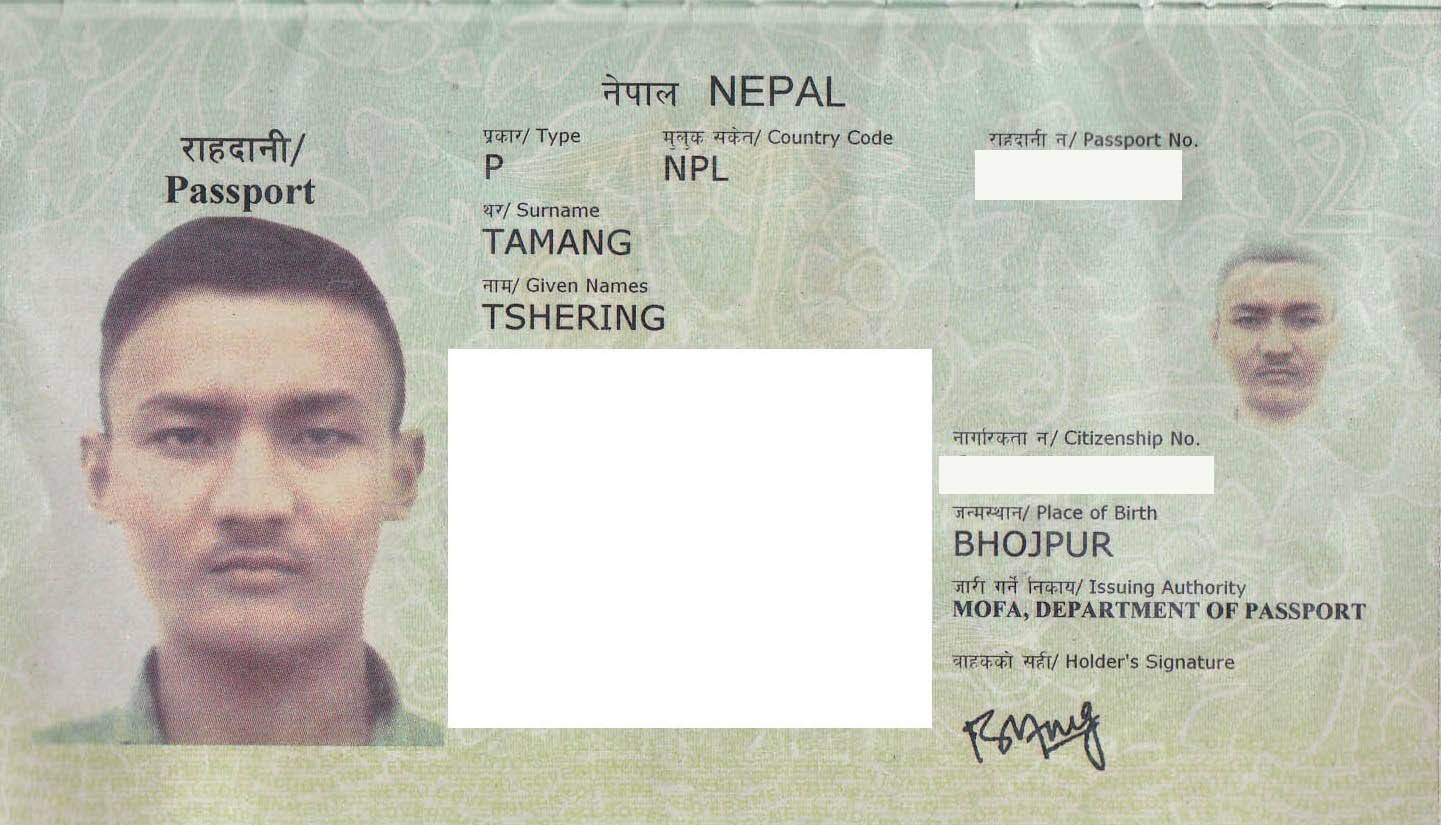 नेपाल NEPAL
राहदानी/
Passport
प्रकार/ Type
P
मुलुक सकेत/ Country Code
NPL
राहदानी न/ Passport No.
थर/ Surname
TAMANG
नाम/ Given Names
TSHERING
नागरिकता न/ Citizenship No.
जन्मस्थान/ Place of Birth
BHOJPUR
जारी गर्ने निकाय/ Issuing Authority
MOFA, DEPARTMENT OF PASSPORT
बाहकको सही/ Holder's Signature
2